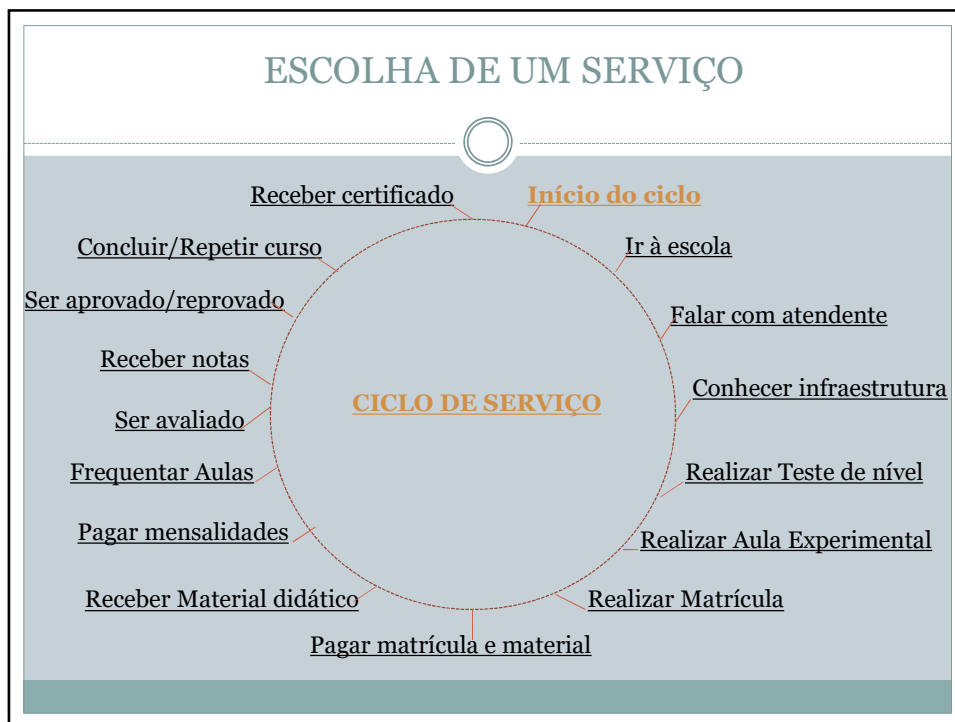 ESCOLHA DE UM SERVIÇO
Início do ciclo
Ir à escola
Falar com atendente
Conhecer infraestrutura
Realizar Teste de nível
Realizar Aula Experimental
Realizar Matrícula
Pagar matrícula e material
Receber Material didático
Pagar mensalidades
Frequentar Aulas
Ser avaliado
Receber notas
Ser aprovado/reprovado
Concluir/Repetir curso
Receber certificado
CICLO DE SERVIÇO